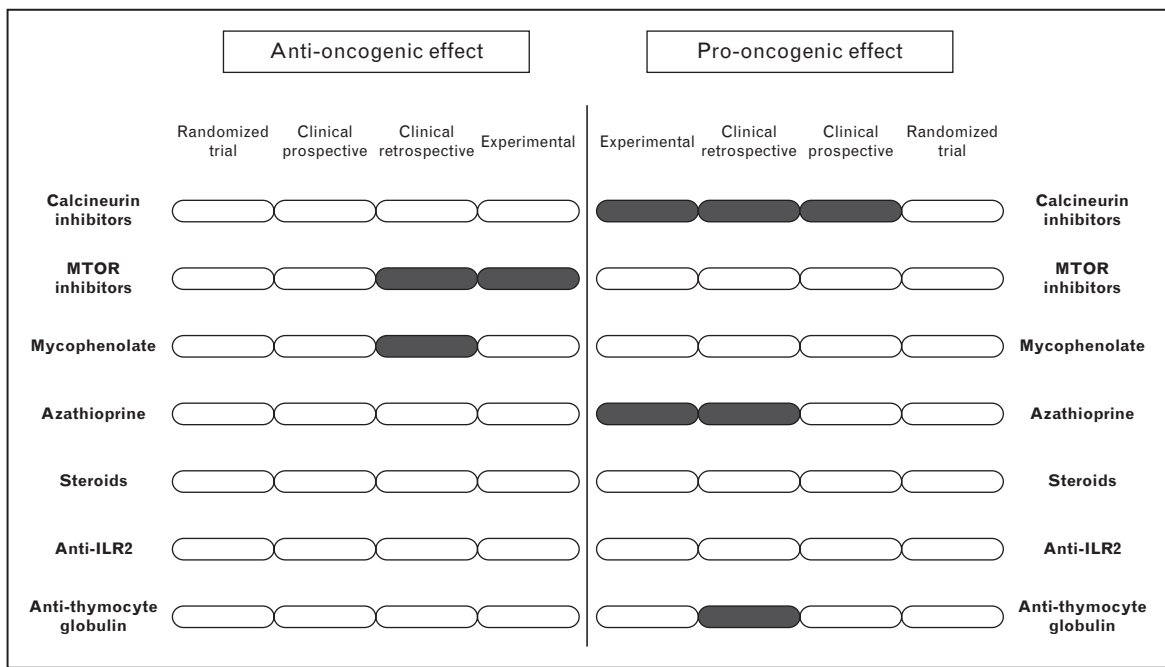 Anti-oncogenic effect
Pro-oncogenic effect
Randomized
trial
Clinical
prospective
Clinical
retrospective
Experimental
Experimental
Clinical
retrospective
Clinical
prospective
Randomized
trial
Calcineurin
inhibitors
Calcineurin
inhibitors
MTOR
inhibitors
MTOR
inhibitors
Mycophenolate
Mycophenolate
Azathioprine
Azathioprine
Steroids
Steroids
Anti-ILR2
Anti-ILR2
Anti-thymocyte
globulin
Anti-thymocyte
globulin